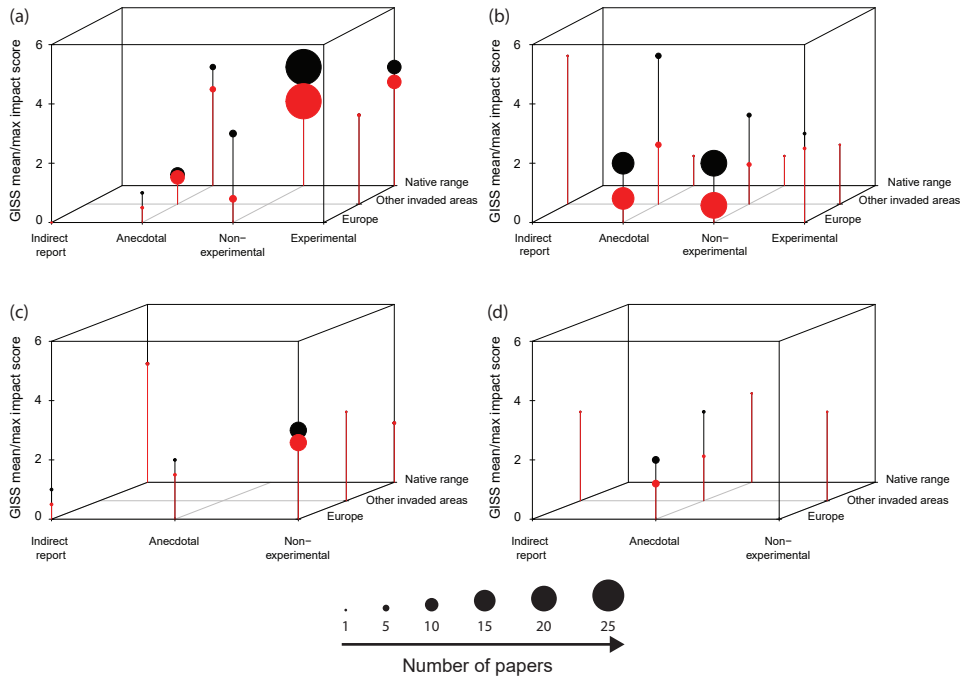 (a)
GISS mean/max impact score
6
4
2
0
Native range
Other invaded areas
Europe
Indirect
report
Anecdotal
Non−
experimental
Experimental
(b)
GISS mean/max impact score
6
4
2
0
Native range
Other invaded areas
Europe
Indirect
report
Anecdotal
Non−
experimental
Experimental
(c)
GISS mean/max impact score
6
4
2
0
Native range
Other invaded areas
Europe
Indirect
report
Anecdotal
Non−
experimental
(d)
GISS mean/max impact score
6
4
2
0
Native range
Other invaded areas
Europe
Indirect
report
Anecdotal
Non−
experimental
1 5 10 15 20 25
Number of papers